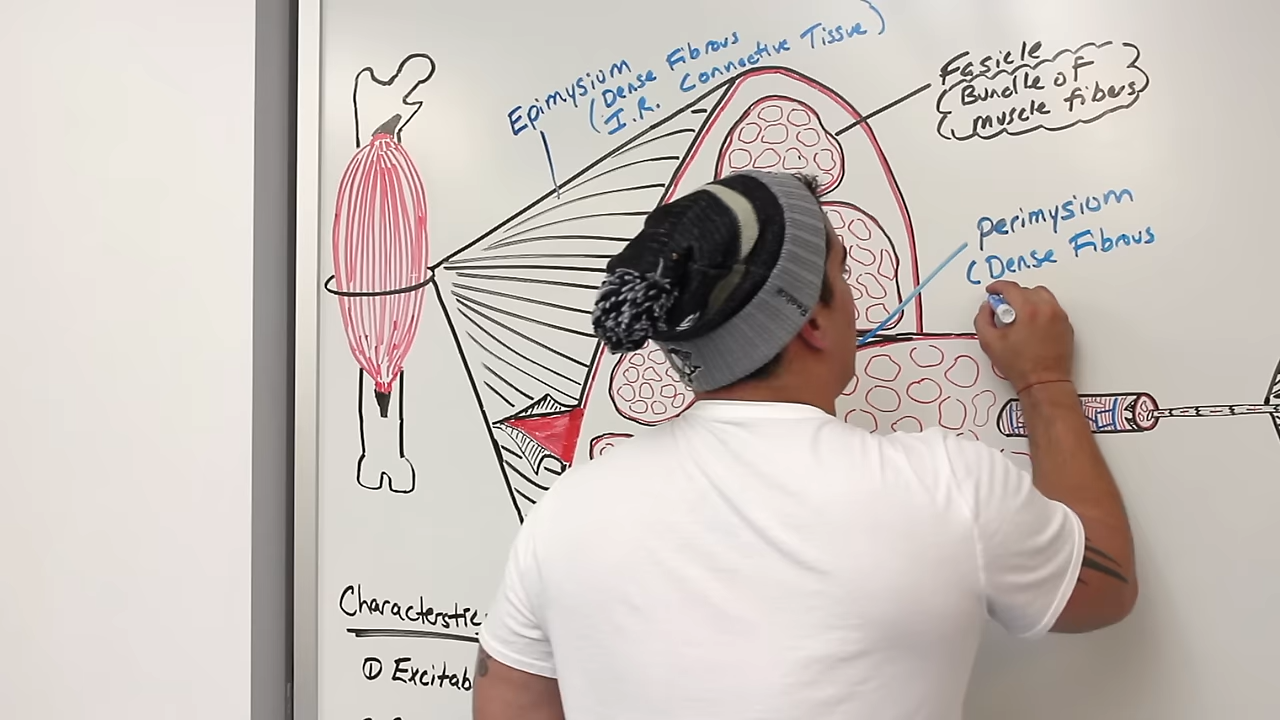 Epimysium
(Dense Fibrous
I.R. Connective Tissue)
Fasicle
Bundle of
muscle fibers
perimysium
(Dense Fibrous
Characterstic
① Excitab